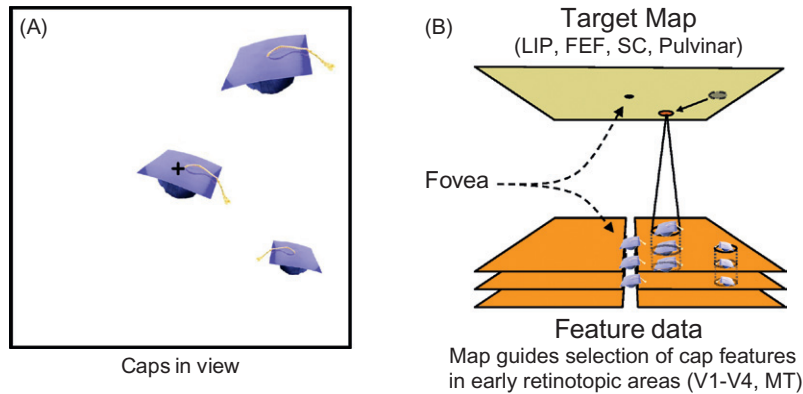 (A)
Caps in view
(B)
Target Map
(LIP, FEF, SC, Pulvinar)
Fovea
Feature data
Map guides selection of cap features
in early retinotopic areas (V1-V4, MT)